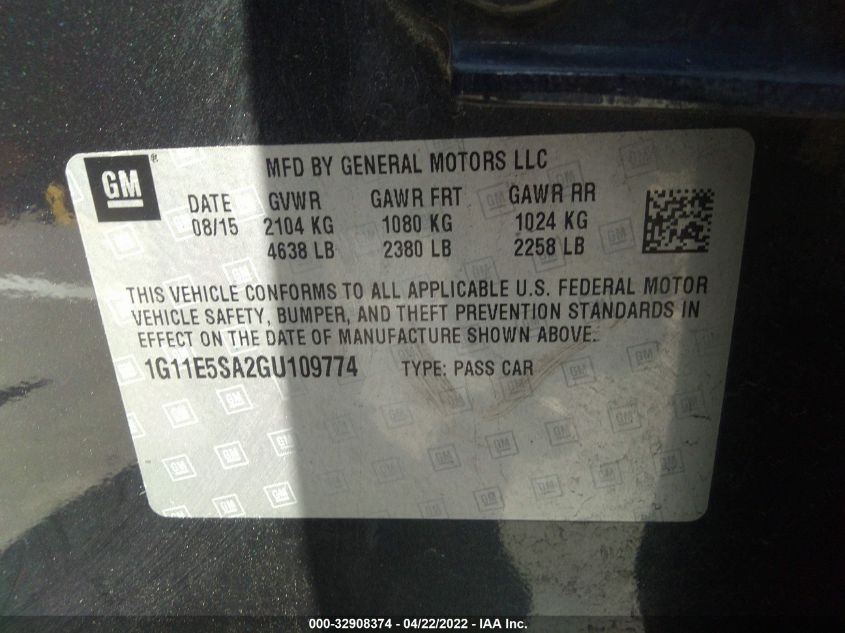 GM ®
MFD BY GENERAL MOTORS LLC
DATE GVWR GAWR FRT GAWR RR
08/15 2104 KG 1080 KG 1024 KG
4638 LB 2380 LB 2258 LB
THIS VEHICLE CONFORMS TO ALL APPLICABLE U.S. FEDERAL MOTOR
VEHICLE SAFETY, BUMPER, AND THEFT PREVENTION STANDARDS IN
EFFECT ON THE DATE OF MANUFACTURE SHOWN ABOVE.
1G11E5SA2GU109774 TYPE: PASS CAR
000-32908374 - 04/22/2022 - IAA Inc.